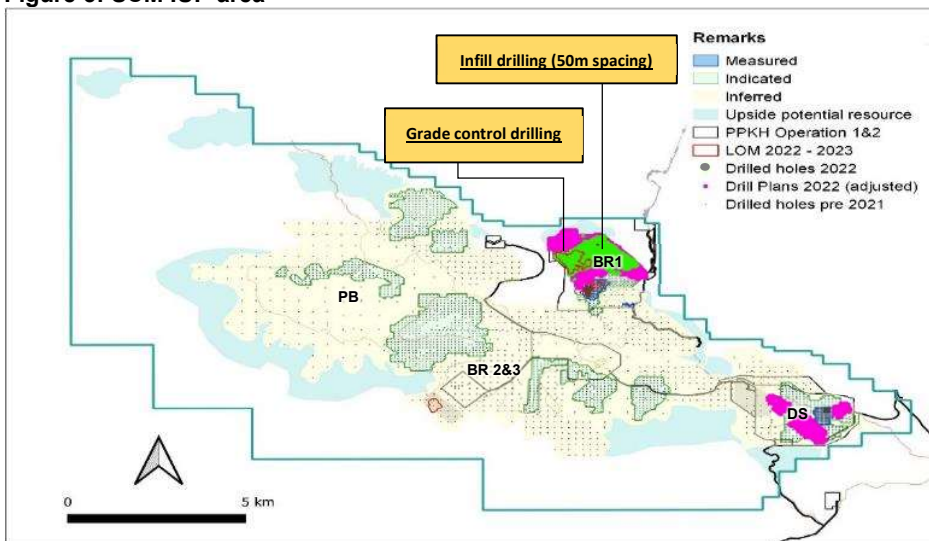 Infill drilling (50m spacing)
Grade control drilling
Remarks
Measured
Indicated
Inferred
Upside potential resource
PPKH Operation 1&2
LOM 2022 - 2023
Drilled holes 2022
Drill Plans 2022 (adjusted)
Drilled holes pre 2021
BR1
PB
BR 2&3
DS
0 5 km